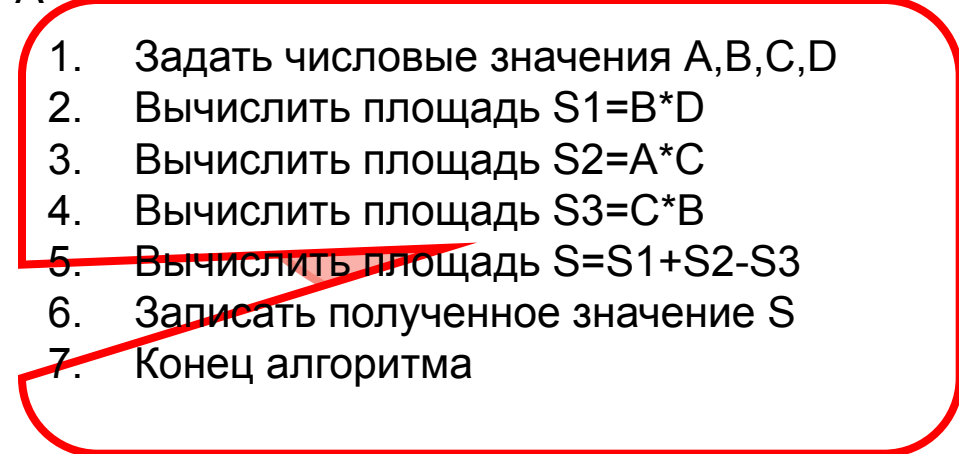 1. Задать числовые значения A,B,C,D
2. Вычислить площадь S1=B*D
3. Вычислить площадь S2=A*C
4. Вычислить площадь S3=C*B
5. Вычислить площадь S=S1+S2-S3
6. Записать полученное значение S
7. Конец алгоритма